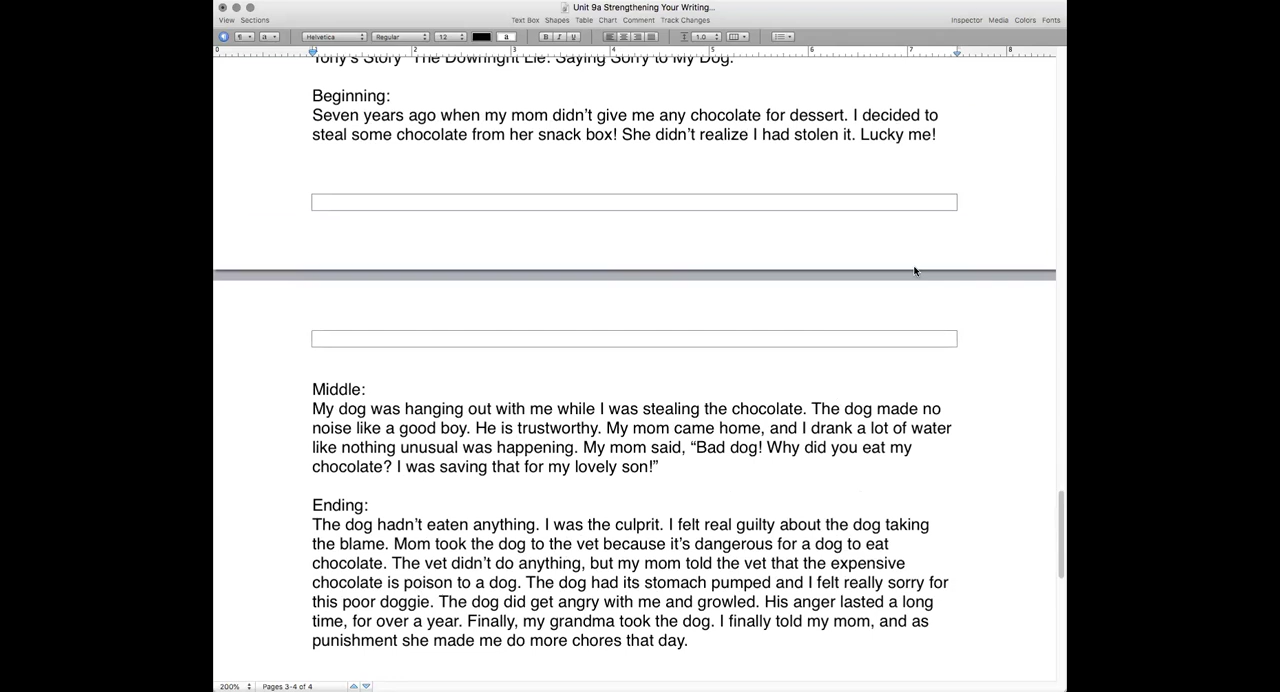 Unit 9a Strengthening Your Writing...
View Sections Text Box Shapes Table Chart Comment Track Changes Inspector Media Colors Fonts
¶ a Helvetica Regular 12 a B I U 1.0
0 1 2 3 4 5 6 7 8
Tony's Story "The Downright Lie: Saying Sorry to My Dog.
Beginning:
Seven years ago when my mom didn't give me any chocolate for dessert. I decided to
steal some chocolate from her snack box! She didn't realize I had stolen it. Lucky me!
Middle:
My dog was hanging out with me while I was stealing the chocolate. The dog made no
noise like a good boy. He is trustworthy. My mom came home, and I drank a lot of water
like nothing unusual was happening. My mom said, “Bad dog! Why did you eat my
chocolate? I was saving that for my lovely son!”
Ending:
The dog hadn't eaten anything. I was the culprit. I felt real guilty about the dog taking
the blame. Mom took the dog to the vet because it's dangerous for a dog to eat
chocolate. The vet didn't do anything, but my mom told the vet that the expensive
chocolate is poison to a dog. The dog had its stomach pumped and I felt really sorry for
this poor doggie. The dog did get angry with me and growled. His anger lasted a long
time, for over a year. Finally, my grandma took the dog. I finally told my mom, and as
punishment she made me do more chores that day.
200% Pages 3-4 of 4